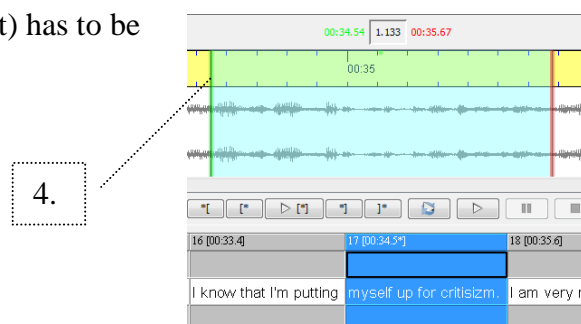 t) has to be
00:34.54 1.133 00:35.67
00:35
4.
*[ [* [*] *] ]*
16 [00:33.4] 17 [00:34.5*] 18 [00:35.6]
I know that I'm putting myself up for critisizm. I am very